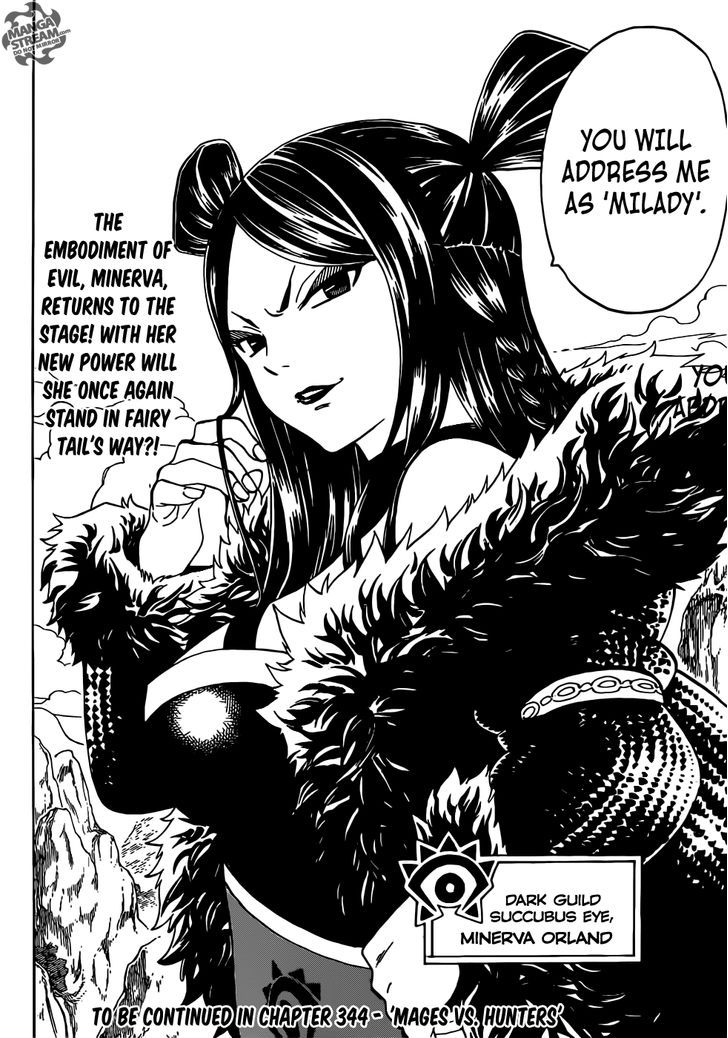 MANGA
STREAM.com
DO NOT MIRROR
YOU WILL
ADDRESS ME
AS 'MILADY'.
THE
EMBODIMENT OF
EVIL, MINERVA,
RETURNS TO THE
STAGE! WITH HER
NEW POWER WILL
SHE ONCE AGAIN
STAND IN FAIRY
TAIL'S WAY?!
DARK GUILD
SUCCUBUS EYE,
MINERVA ORLAND
TO BE CONTINUED IN CHAPTER 344 - 'MAGES VS. HUNTERS'